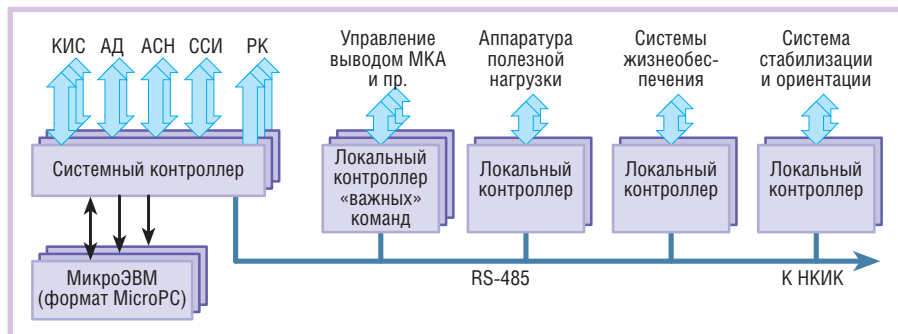 КИС АД АСН ССИ РК
Управление
выводом МКА
и пр.
Аппаратура
полезной
нагрузки
Системы
жизнеобес-
печения
Система
стабилизации
и ориентации
Системный контроллер
Локальный
контроллер
«важных»
команд
Локальный
контроллер
Локальный
контроллер
Локальный
контроллер
МикроЭВМ
(формат MicroPC)
RS-485
К НКИК